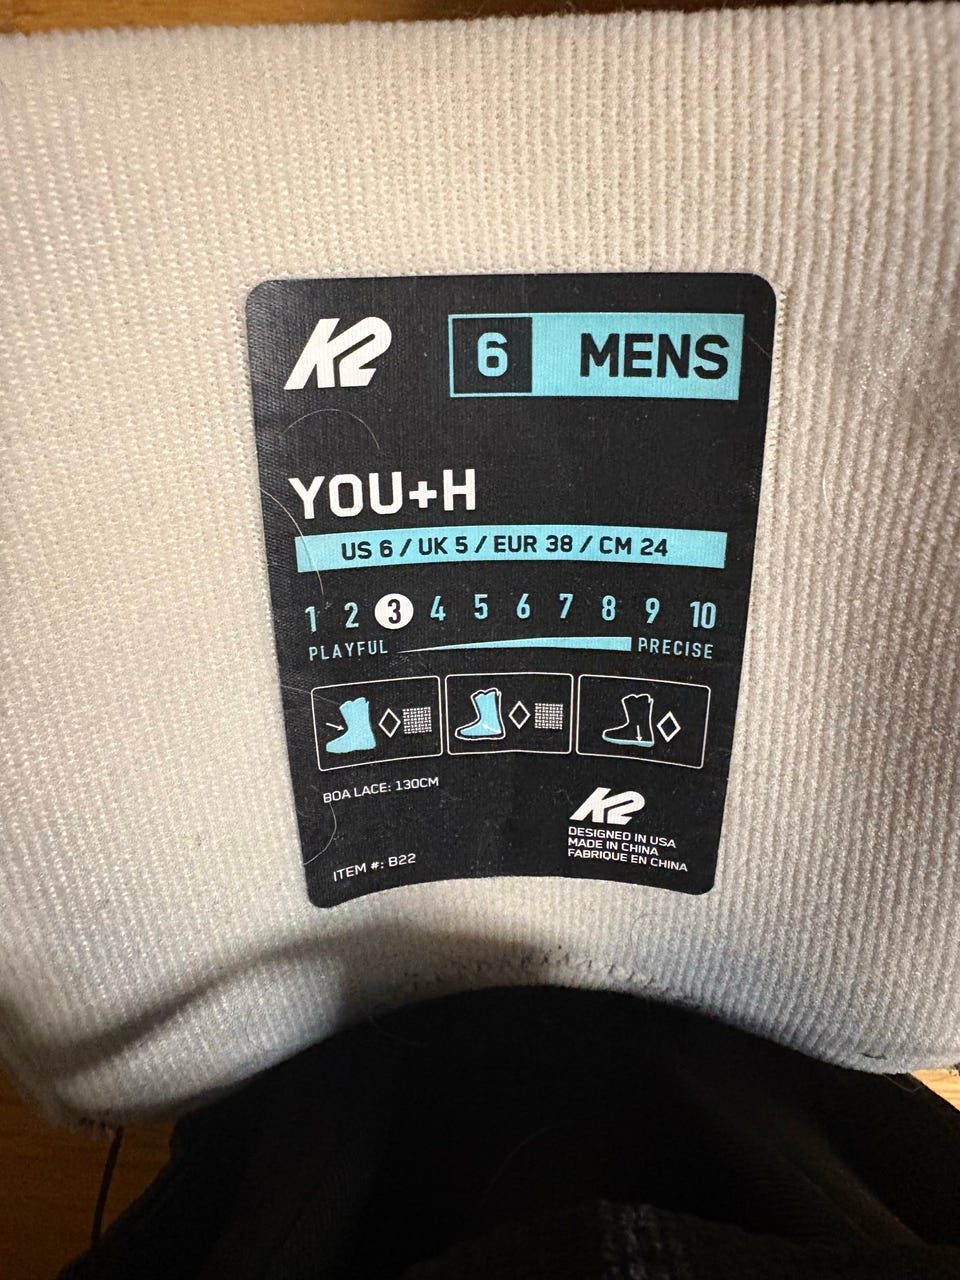 K2
6 MENS
YOU+H
US 6 / UK 5 / EUR 38 / CM 24
1 2 3 4 5 6 7 8 9 10
PLAYFUL PRECISE
BOA LACE: 130CM
K2
DESIGNED IN USA
MADE IN CHINA
FABRIQUE EN CHINA
ITEM #: B22